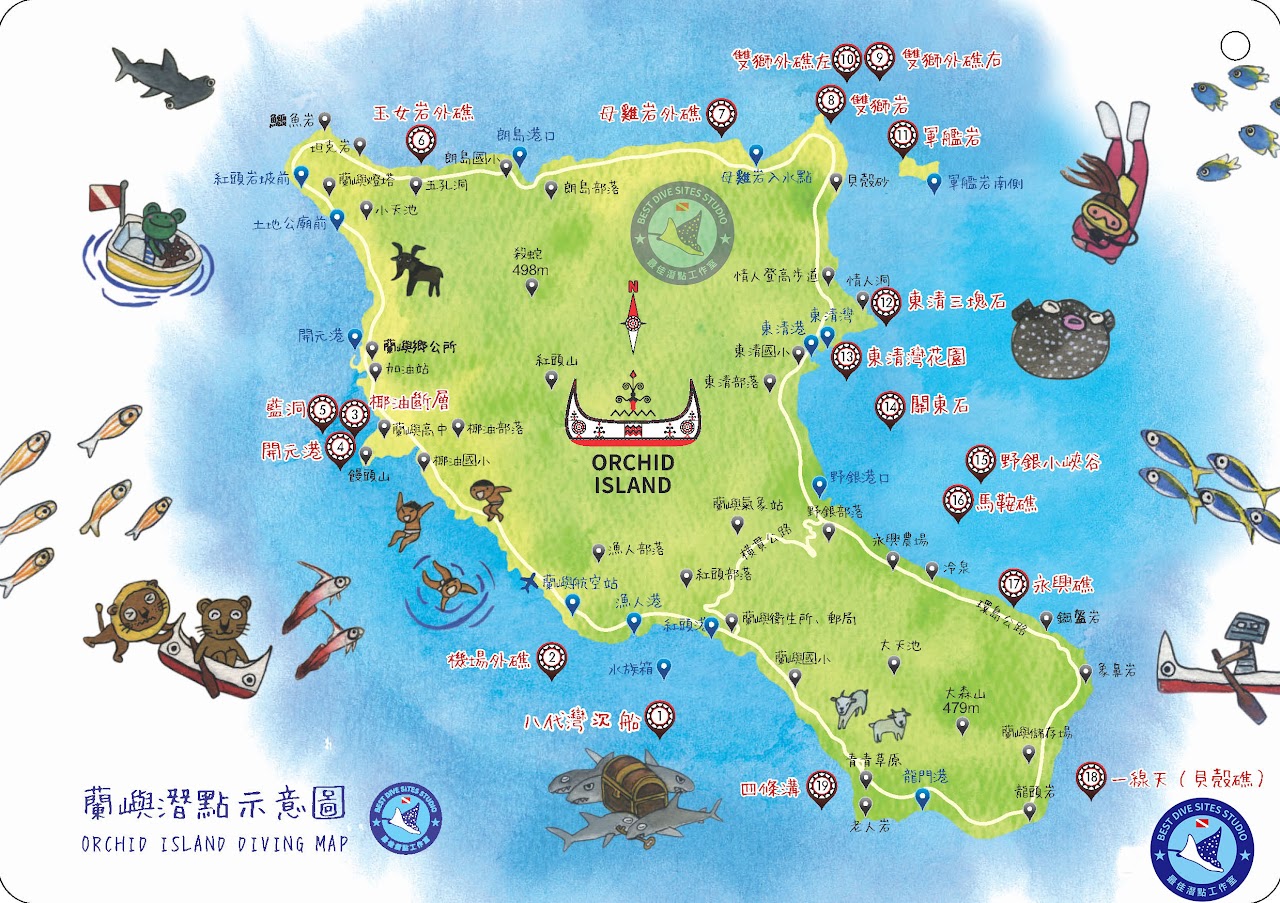 雙獅外礁左
10
9
雙獅外礁右
8
雙獅岩
11
軍艦岩
軍艦岩南側
貝殼砂
母雞岩外礁
7
母雞岩入水點
玉女岩外礁
6
朗島港口
朗島國小
朗島部落
鱷魚岩
坦克岩
紅頭岩坡前
蘭嶼燈塔
五孔洞
小天池
土地公廟前
BEST DIVE SITES STUDIO
最佳潛點工作室
殺蛇
498m
情人登高步道
情人洞
12
東清三塊石
東清灣
東清港
東清國小
13
東清灣花園
東清部落
N
開元港
蘭嶼鄉公所
加油站
紅頭山
14
關東石
藍洞
5
3
椰油斷層
開元港
4
蘭嶼高中
椰油部落
饅頭山
椰油國小
ORCHID
ISLAND
15
野銀小峽谷
16
馬鞍礁
野銀港口
野銀部落
蘭嶼氣象站
橫貫公路
永興農場
冷泉
漁人部落
紅頭部落
蘭嶼航空站
漁人港
紅頭港
蘭嶼衛生所、郵局
環島公路
17
永興礁
鋼盔岩
機場外礁
2
水族箱
蘭嶼國小
大天池
象鼻岩
大森山
479m
八代灣沉船
1
蘭嶼儲存場
四條溝
19
青青草原
龍門港
老人岩
龍頭岩
18
一線天（貝殼礁）
蘭嶼潛點示意圖
ORCHID ISLAND DIVING MAP
BEST DIVE SITES STUDIO
最佳潛點工作室
BEST DIVE SITES STUDIO
最佳潛點工作室